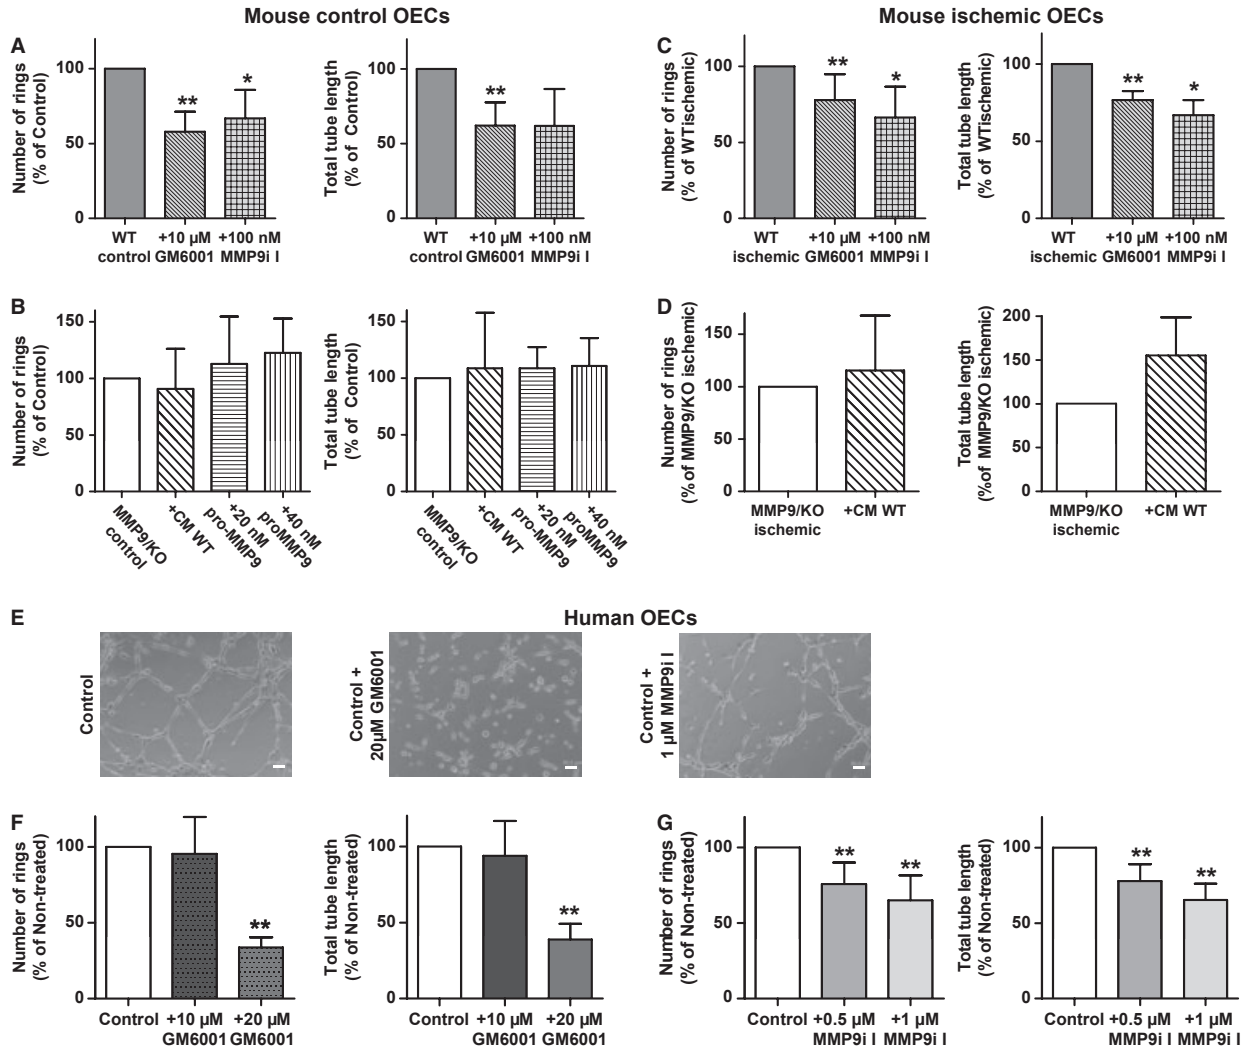 Mouse control OECs
Mouse ischemic OECs
A
Number of rings
(% of Control)
100
50
0
**
*
WT
control
+10 µM
GM6001
+100 nM
MMP9i I
Total tube length
(% of Control)
100
50
0
**
WT
control
+10 µM
GM6001
+100 nM
MMP9i I
C
Number of rings
(% of WTischemic)
100
50
0
**
*
WT
ischemic
+10 µM
GM6001
+100 nM
MMP9i I
Total tube length
(% of WTischemic)
100
50
0
**
*
WT
ischemic
+10 µM
GM6001
+100 nM
MMP9i I
B
Number of rings
(% of Control)
150
100
50
0
MMP9/KO
control
+CM WT
+20 nM
pro-MMP9
+40 nM
proMMP9
Total tube length
(% of Control)
150
100
50
0
MMP9/KO
control
+CM WT
+20 nM
pro-MMP9
+40 nM
proMMP9
D
Number of rings
(%of MMP9/KO ischemic)
150
100
50
0
MMP9/KO
ischemic
+CM WT
Total tube length
(%of MMP9/KO ischemic)
200
150
100
50
0
MMP9/KO
ischemic
+CM WT
E
Human OECs
Control
Control +
20µM GM6001
Control +
1 µM MMP9i I
F
Number of rings
(% of Non-treated)
100
50
0
**
Control
+10 µM
GM6001
+20 µM
GM6001
Total tube length
(% of Non-treated)
100
50
0
**
Control
+10 µM
GM6001
+20 µM
GM6001
G
Number of rings
(% of Non-treated)
100
50
0
**
**
Control
+0.5 µM
MMP9i I
+1 µM
MMP9i I
Total tube length
(% of Non-treated)
100
50
0
**
**
Control
+0.5 µM
MMP9i I
+1 µM
MMP9i I